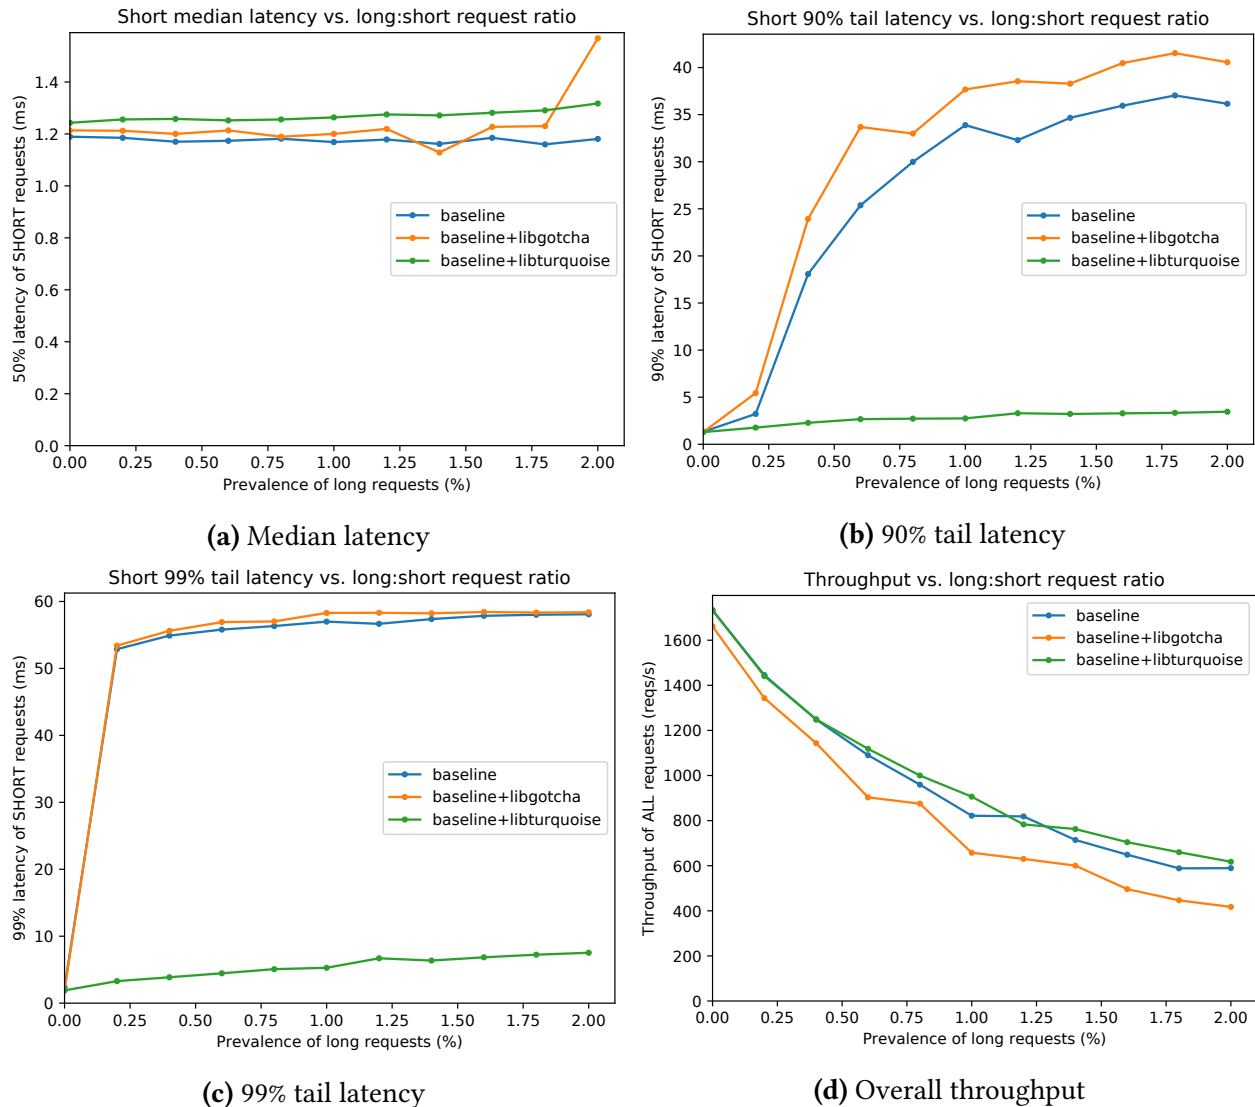 Short median latency vs. long:short request ratio
50% latency of SHORT requests (ms)
1.4
1.2
1.0
0.8
0.6
0.4
0.2
0.0
baseline
baseline+libgotcha
baseline+libturquoise
0.00 0.25 0.50 0.75 1.00 1.25 1.50 1.75 2.00
Prevalence of long requests (%)
(a) Median latency
Short 90% tail latency vs. long:short request ratio
90% latency of SHORT requests (ms)
40
35
30
25
20
15
10
5
0
baseline
baseline+libgotcha
baseline+libturquoise
0.00 0.25 0.50 0.75 1.00 1.25 1.50 1.75 2.00
Prevalence of long requests (%)
(b) 90% tail latency
Short 99% tail latency vs. long:short request ratio
99% latency of SHORT requests (ms)
60
50
40
30
20
10
0
baseline
baseline+libgotcha
baseline+libturquoise
0.00 0.25 0.50 0.75 1.00 1.25 1.50 1.75 2.00
Prevalence of long requests (%)
(c) 99% tail latency
Throughput vs. long:short request ratio
Throughput of ALL requests (reqs/s)
1600
1400
1200
1000
800
600
400
200
0
baseline
baseline+libgotcha
baseline+libturquoise
0.00 0.25 0.50 0.75 1.00 1.25 1.50 1.75 2.00
Prevalence of long requests (%)
(d) Overall throughput